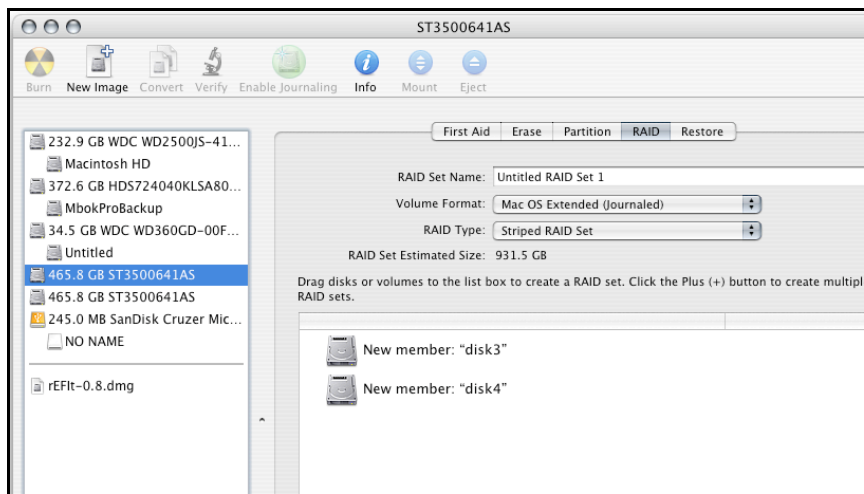 ST3500641AS
Burn New Image Convert Verify Enable Journaling Info Mount Eject
First Aid Erase Partition RAID Restore
232.9 GB WDC WD2500JS-41...
Macintosh HD
372.6 GB HDS724040KLSA80...
MbokProBackup
34.5 GB WDC WD360GD-00F...
Untitled
465.8 GB ST3500641AS
465.8 GB ST3500641AS
245.0 MB SanDisk Cruzer Mic...
NO NAME
rEFIt-0.8.dmg
RAID Set Name: Untitled RAID Set 1
Volume Format: Mac OS Extended (Journaled)
RAID Type: Striped RAID Set
RAID Set Estimated Size: 931.5 GB
Drag disks or volumes to the list box to create a RAID set. Click the Plus (+) button to create multipl
RAID sets.
New member: “disk3”
New member: “disk4”